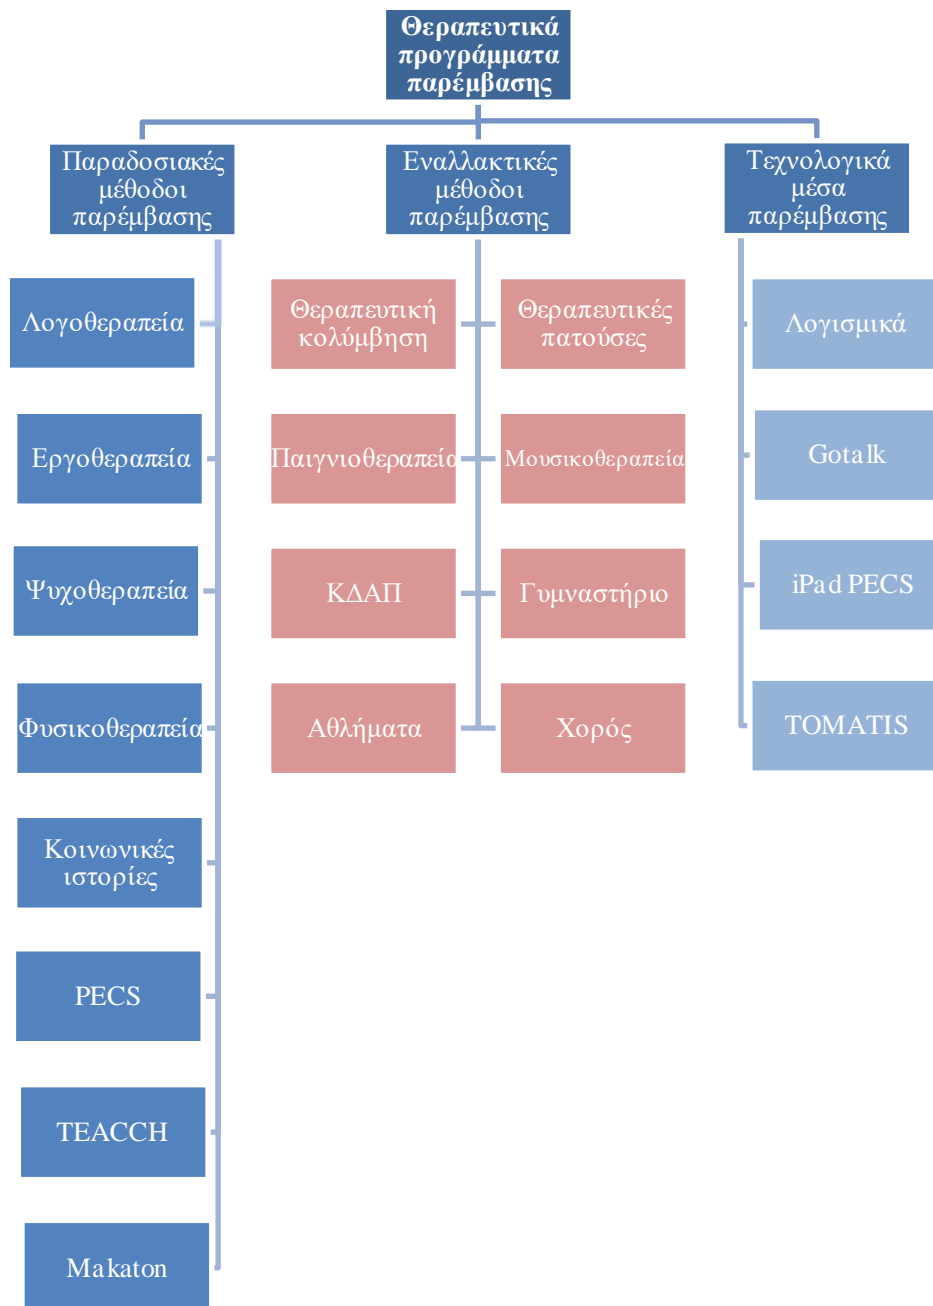 Θεραπευτικά
προγράμματα
παρέμβασης
Παραδοσιακές
μέθοδοι
παρέμβασης
Εναλλακτικές
μέθοδοι
παρέμβασης
Τεχνολογικά
μέσα
παρέμβασης
Λογοθεραπεία
Εργοθεραπεία
Ψυχοθεραπεία
Φυσικοθεραπεία
Κοινωνικές
ιστορίες
PECS
TEACCH
Makaton
Θεραπευτική
κολύμβηση
Θεραπευτικές
πατούσες
Παιγνιοθεραπεία
Μουσικοθεραπεία
ΚΔΑΠ
Γυμναστήριο
Αθλήματα
Χορός
Λογισμικά
Gotalk
iPad PECS
TOMATIS